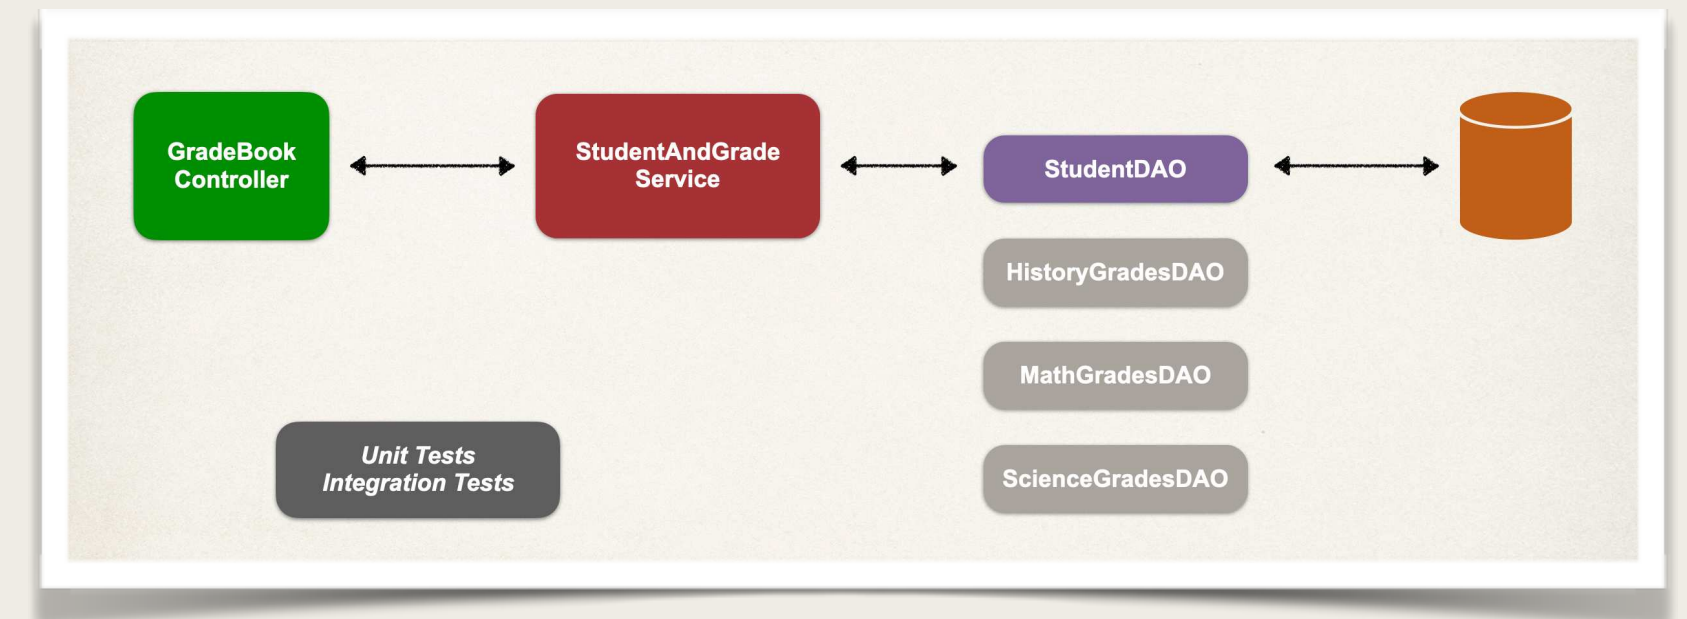 GradeBook
Controller
StudentAndGrade
Service
StudentDAO
HistoryGradesDAO
MathGradesDAO
ScienceGradesDAO
Unit Tests
Integration Tests